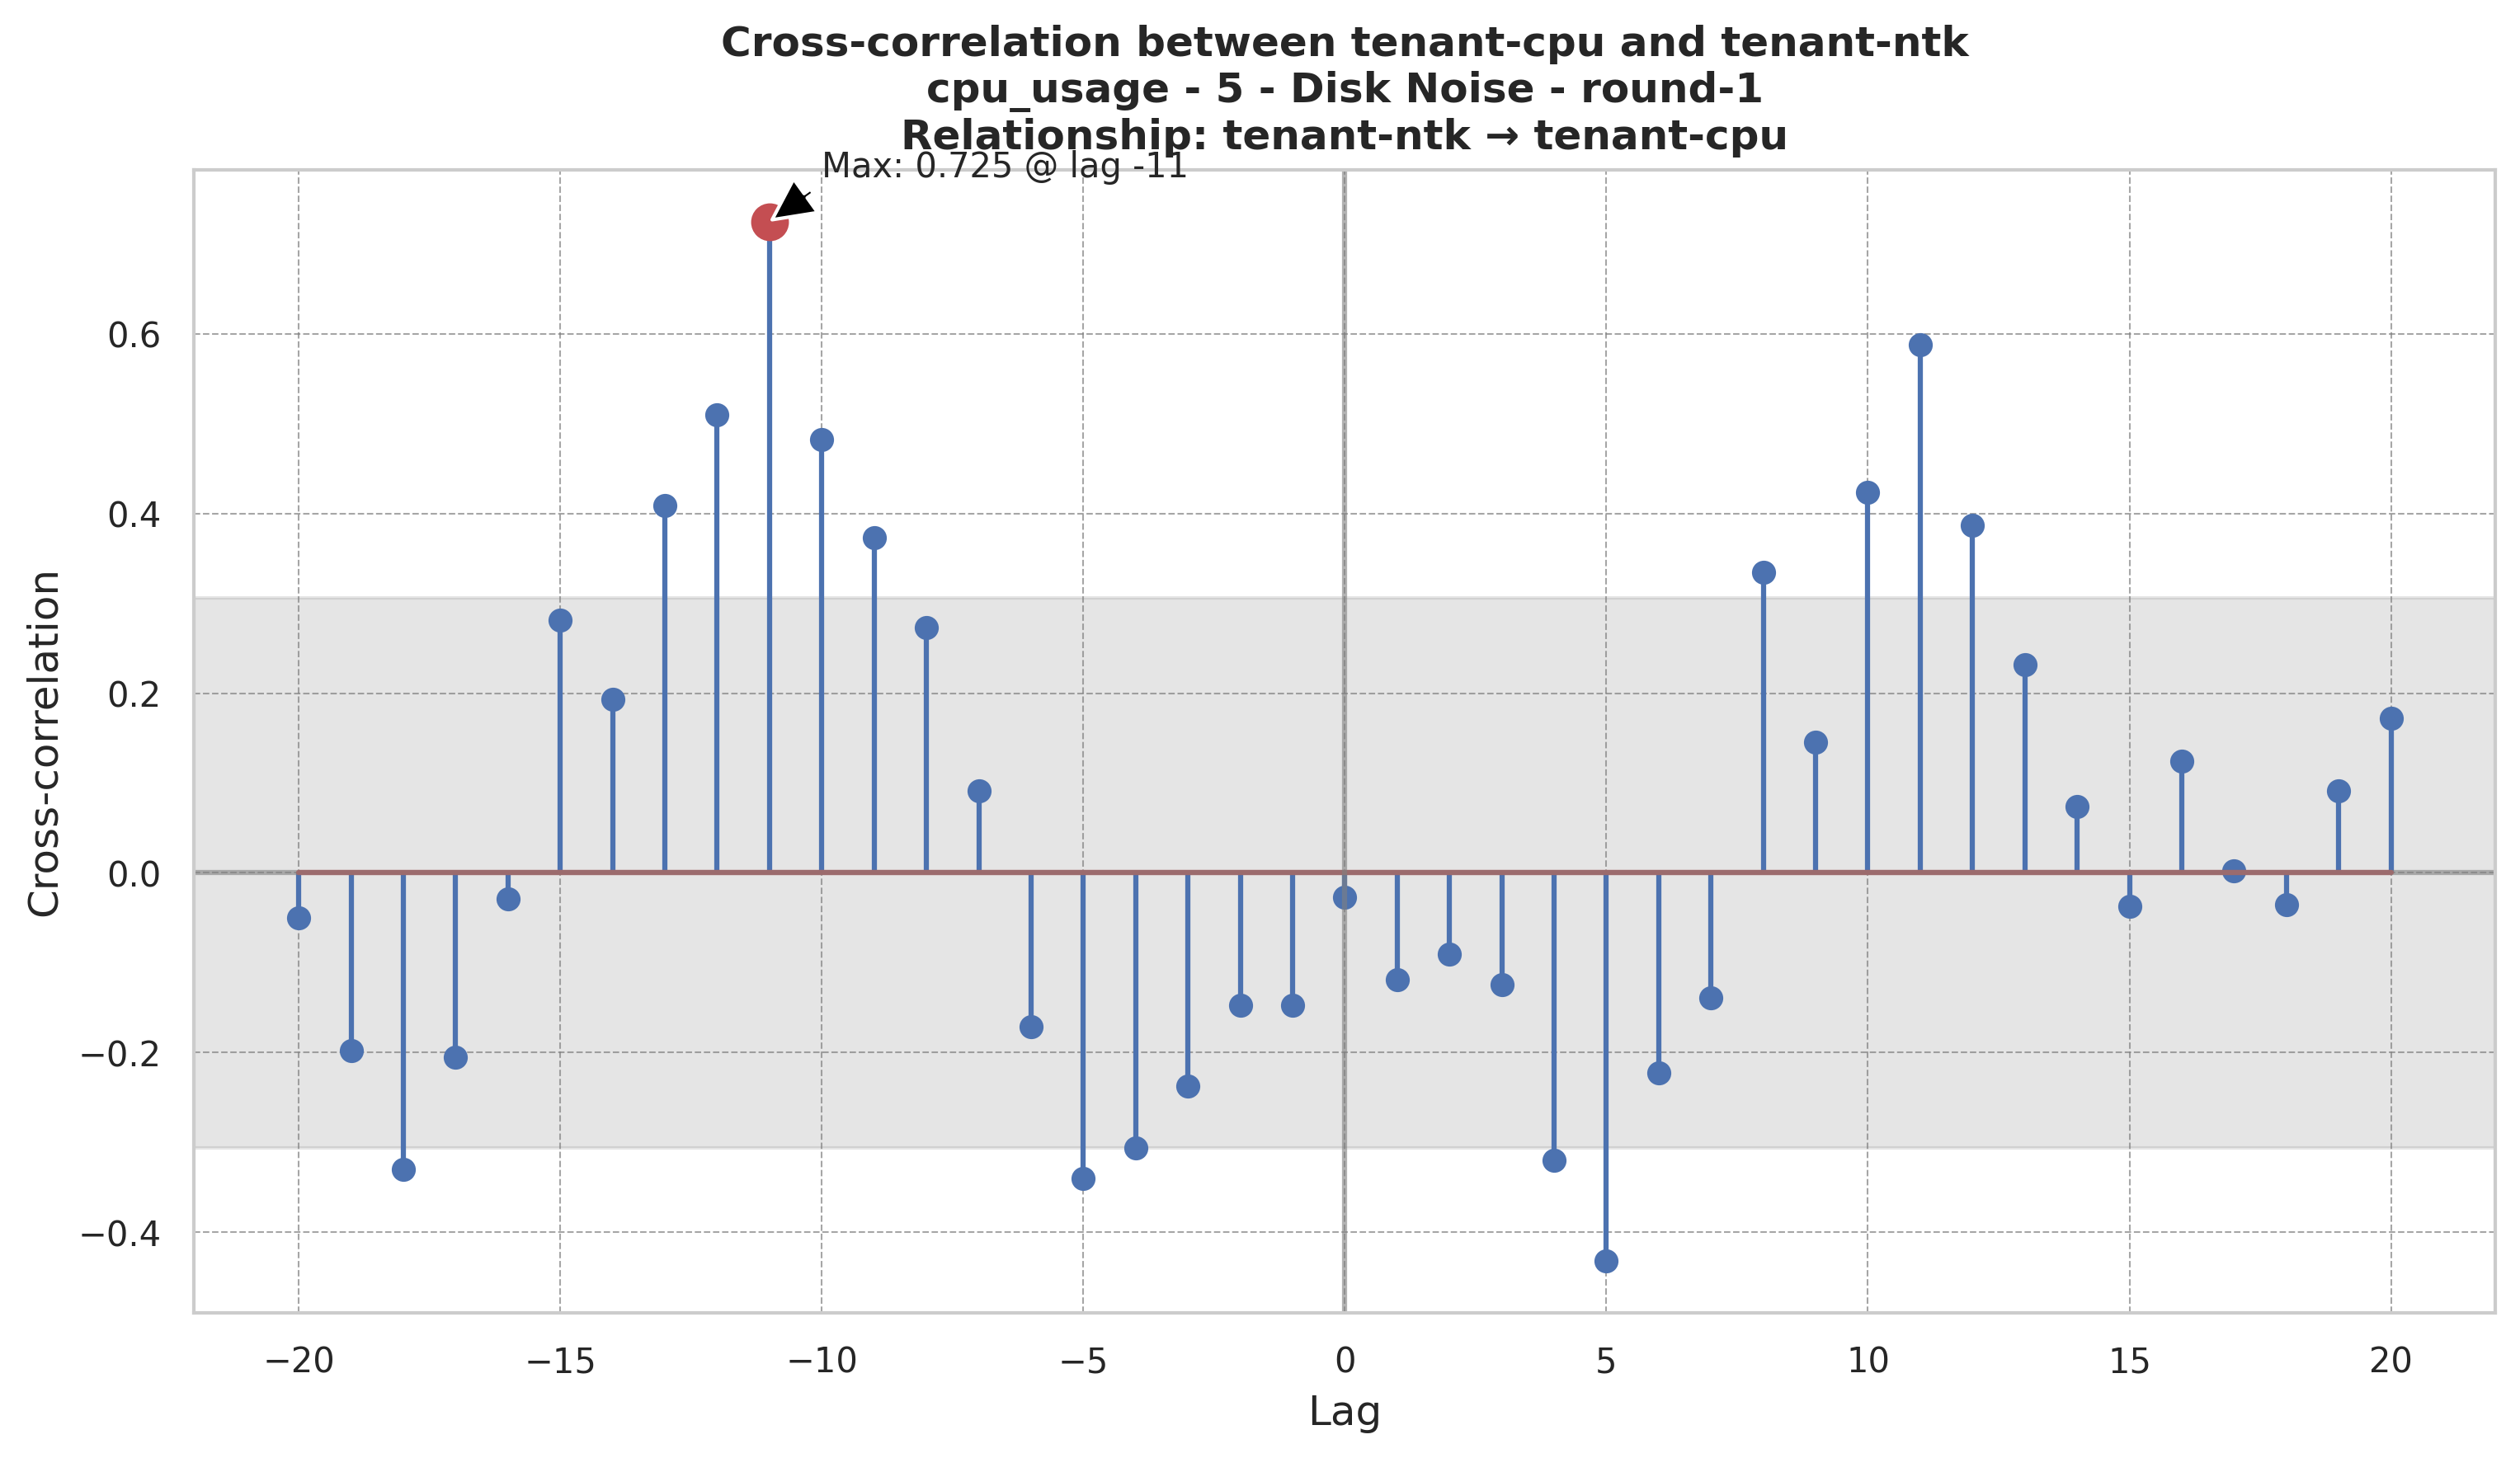 Cross-correlation between tenant-cpu and tenant-ntk
cpu_usage - 5 - Disk Noise - round-1
Relationship: tenant-ntk → tenant-cpu
Max: 0.725 @ lag -11
Cross-correlation
0.6
0.4
0.2
0.0
−0.2
−0.4
−20
−15
−10
−5
0
5
10
15
20
Lag